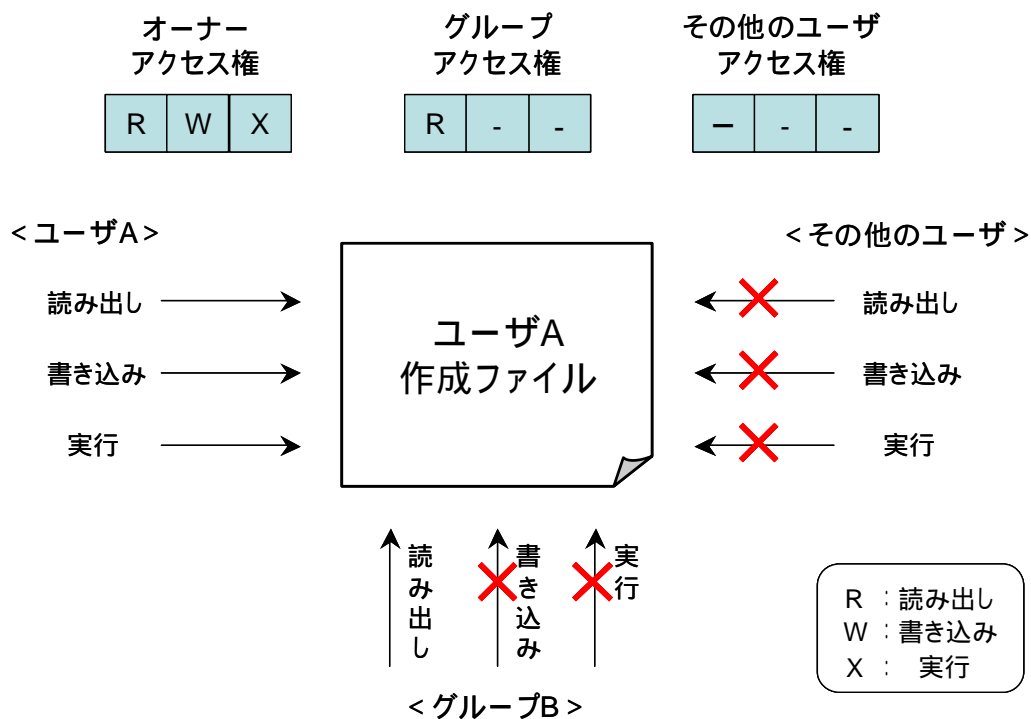 オーナー
アクセス権
グループ
アクセス権
その他のユーザ
アクセス権
R W X
R - -
- - -
<ユーザA>
読み出し
書き込み
実行
ユーザA
作成ファイル
<その他のユーザ>
読み出し
書き込み
実行
読み出し
書き込み
実行
<グループB>
R :読み出し
W :書き込み
X : 実行